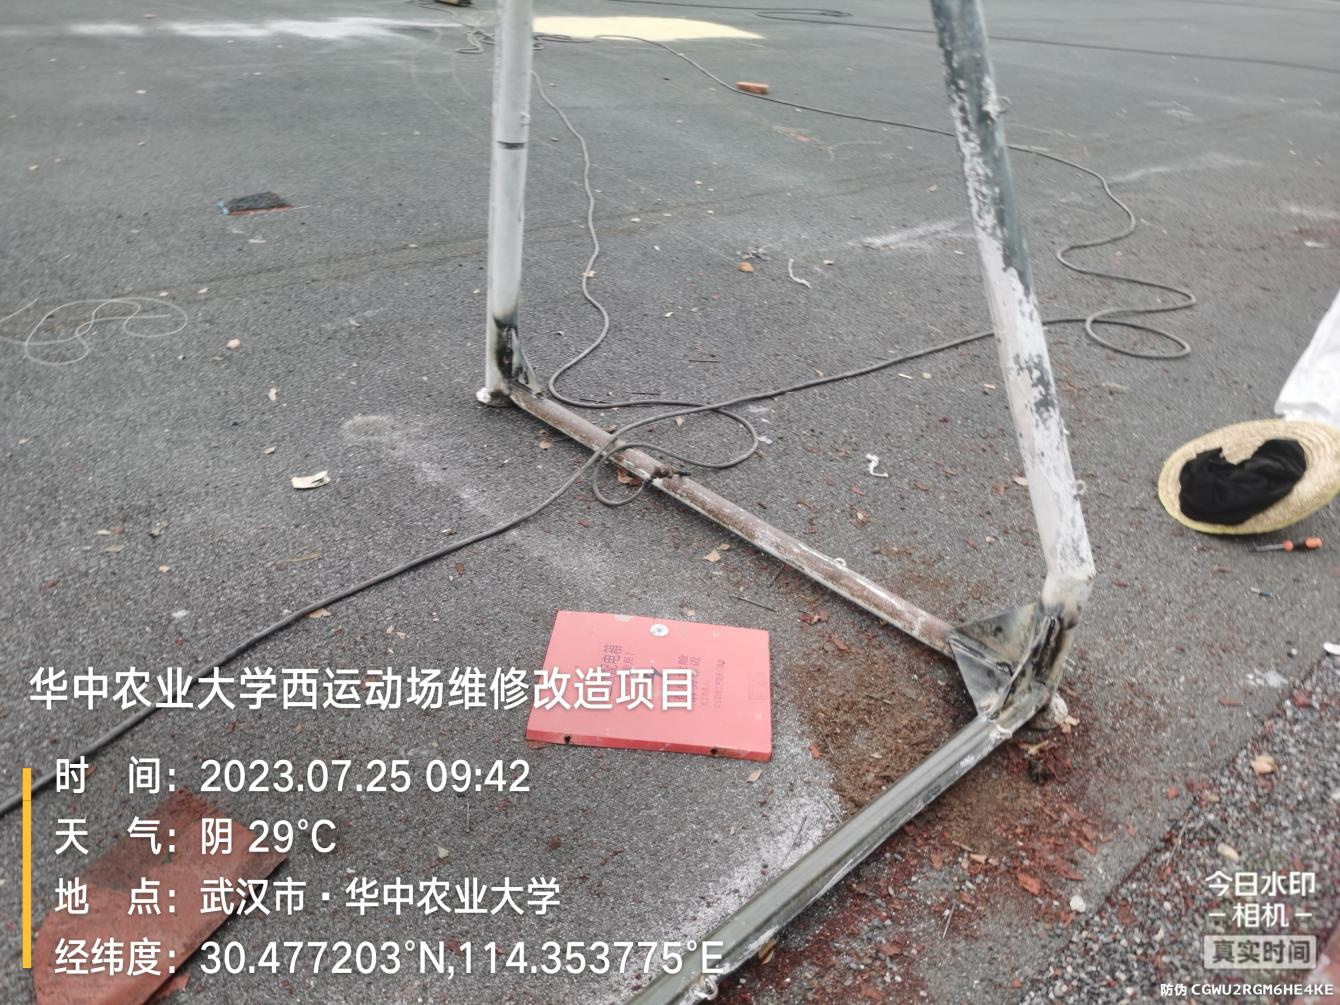 配电箱
华中农业大学西运动场维修改造项目
时 间：2023.07.25 09:42
天 气：阴 29°C
地 点：武汉市·华中农业大学
经纬度：30.477203°N,114.353775°E
今日水印
相机
真实时间
防伪 CGWU2RGM6HE4KE